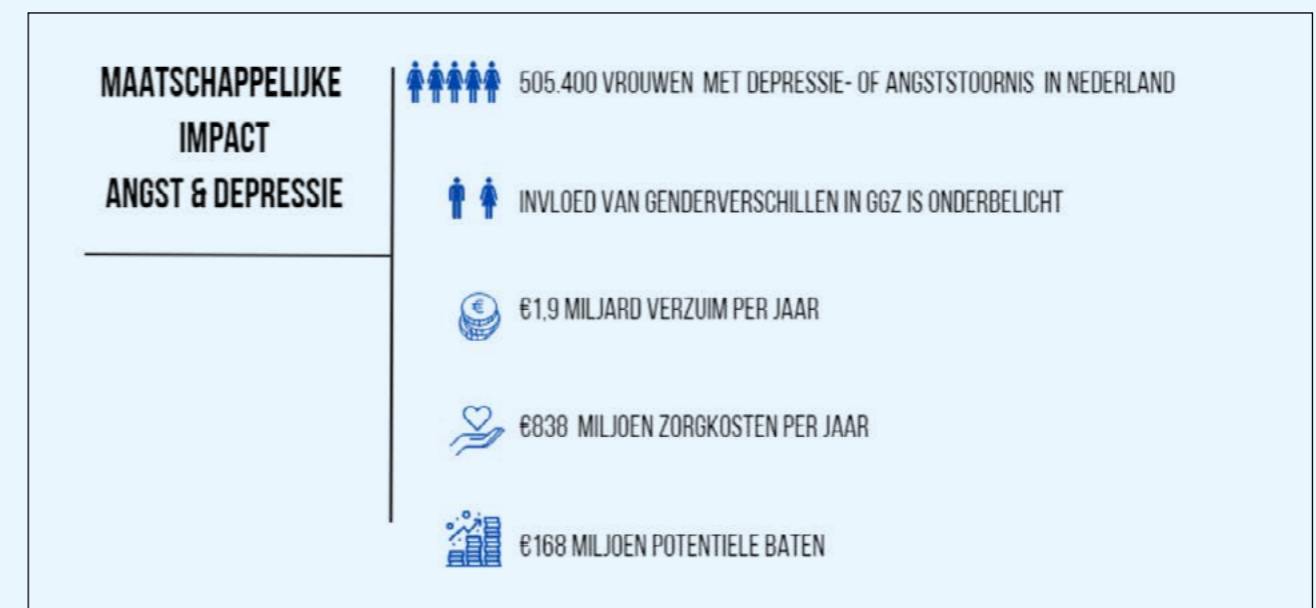 MAATSCHAPPELIJKE
IMPACT
ANGST & DEPRESSIE
505.400 VROUWEN MET DEPRESSIE- OF ANGSTSTOORNIS IN NEDERLAND
INVLOED VAN GENDERVERSCHILLEN IN GGZ IS ONDERBELICHT
€1,9 MILJARD VERZUIM PER JAAR
€838 MILJOEN ZORGKOSTEN PER JAAR
€168 MILJOEN POTENTIELE BATEN